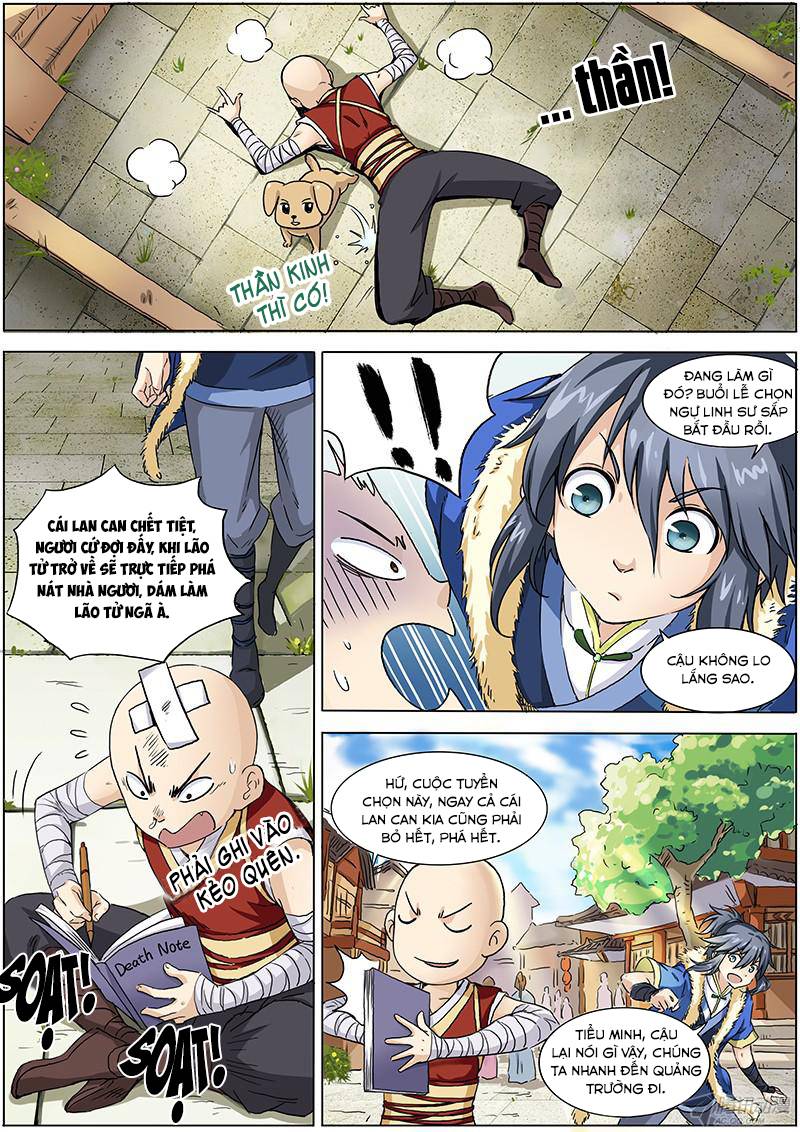 ... thần!
THẦN KINH
THÌ CÓ!
ĐANG LÀM GÌ
ĐÓ? BUỔI LỄ CHỌN
NGỰ LINH SƯ SẮP
BẮT ĐẦU RỒI.
!!
CẬU KHÔNG LO
LẮNG SAO.
CÁI LAN CAN CHẾT TIỆT,
NGƯƠI CỨ ĐỢI ĐẤY, KHI LÃO
TỬ TRỞ VỀ SẼ TRỰC TIẾP PHÁ
NÁT NHÀ NGƯƠI, DÁM LÀM
LÃO TỬ NGÃ À.
PHẢI GHI VÀO
KẺO QUÊN.
Death Note
SOẠT!
SOẠT!
HỨ, CUỘC TUYỂN
CHỌN NÀY, NGAY CẢ CÁI
LAN CAN KIA CŨNG PHẢI
BỎ HẾT, PHÁ HẾT.
TIỂU MINH, CẬU
LẠI NÓI GÌ VẬY, CHÚNG
TA NHANH ĐẾN QUẢNG
TRƯỜNG ĐI.
AC.QQ.COM